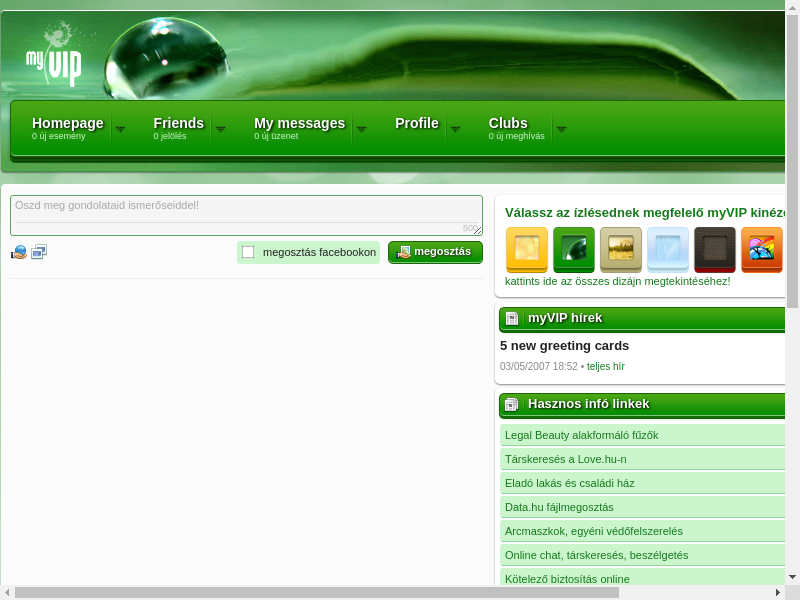 my VIP
Homepage
0 új esemény
Friends
0 jelölés
My messages
0 új üzenet
Profile
Clubs
0 új meghívás
Oszd meg gondolataid ismerőseiddel!
500
megosztás facebookon
megosztás
Válassz az ízlésednek megfelelő myVIP kinéze
kattints ide az összes dizájn megtekintéséhez!
myVIP hírek
5 new greeting cards
03/05/2007 18:52 • teljes hír
Hasznos infó linkek
Legal Beauty alakformáló fűzők
Társkeresés a Love.hu-n
Eladó lakás és családi ház
Data.hu fájlmegosztás
Arcmaszkok, egyéni védőfelszerelés
Online chat, társkeresés, beszélgetés
Kötelező biztosítás online